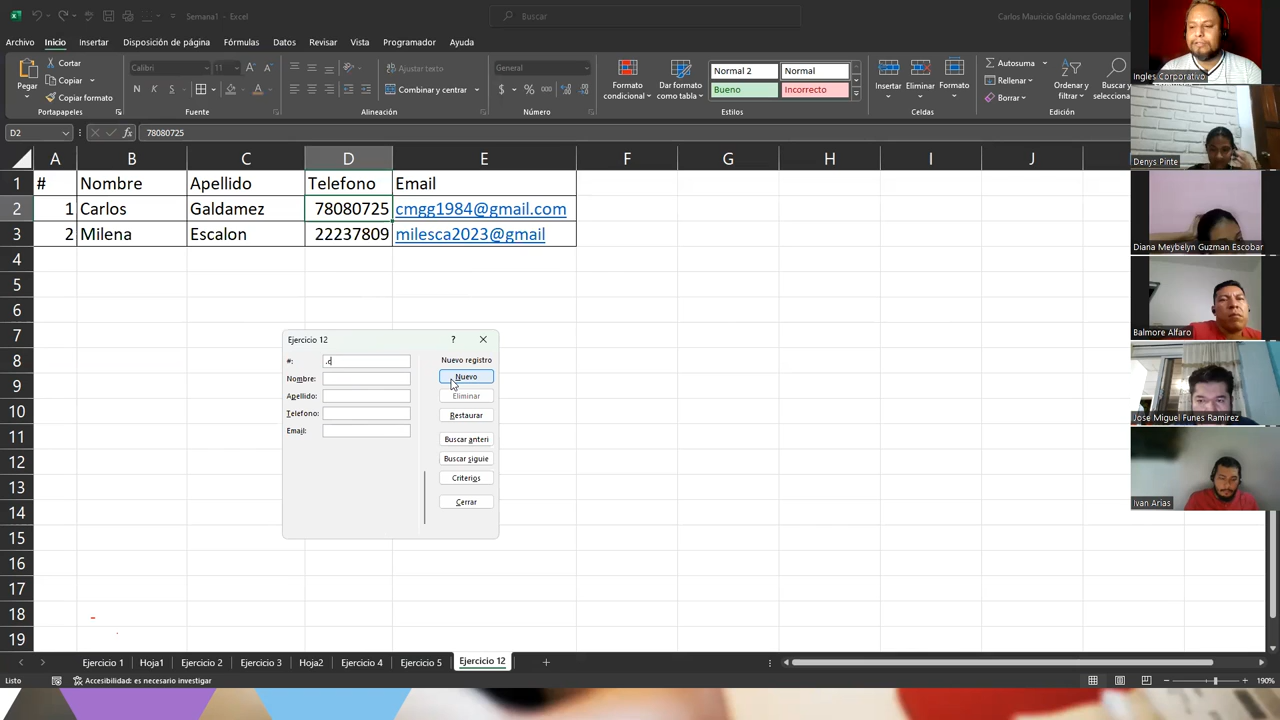 Semana1 - Excel
Buscar
Carlos Mauricio Galdamez Gonzalez
Archivo Inicio Insertar Disposición de página Fórmulas Datos Revisar Vista Programador Ayuda
Pegar
Cortar
Copiar
Copiar formato
Portapapeles
Calibri 11
N K S
Fuente
Ajustar texto
Combinar y centrar
Alineación
General
$ % 000
Número
Formato condicional
Dar formato como tabla
Normal 2 Normal
Bueno Incorrecto
Estilos
Insertar Eliminar Formato
Celdas
Autosuma
Rellenar
Borrar
Ordenar y filtrar
Buscar y selecciona
Edición
D2 fx 78080725
A B C D E F G H I J
1 # Nombre Apellido Telefono Email
2 1 Carlos Galdamez 78080725 cmgg1984@gmail.com
3 2 Milena Escalon 22237809 milesca2023@gmail
4
5
6
7
8
9
10
11
12
13
14
15
16
17
18
19
Ejercicio 12 ?
#: .c Nuevo registro
Nombre: Nuevo
Apellido: Eliminar
Telefono: Restaurar
Email: Buscar anteri
Buscar siguie
Criterios
Cerrar
Ejercicio 1 Hoja1 Ejercicio 2 Ejercicio 3 Hoja2 Ejercicio 4 Ejercicio 5 Ejercicio 12
Listo Accesibilidad: es necesario investigar 190%
Ingles Corporativo
Denys Pinte
Diana Meybelyn Guzman Escobar
Balmore Alfaro
Jose Miguel Funes Ramirez
Ivan Arias